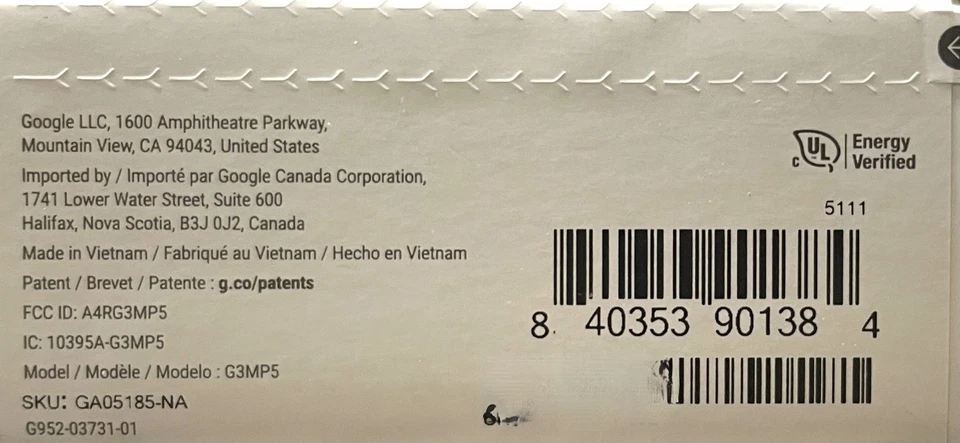 Google LLC, 1600 Amphitheatre Parkway,
Mountain View, CA 94043, United States
Imported by / Importé par Google Canada Corporation,
1741 Lower Water Street, Suite 600
Halifax, Nova Scotia, B3J 0J2, Canada
Made in Vietnam / Fabriqué au Vietnam / Hecho en Vietnam
Patent / Brevet / Patente : g.co/patents
FCC ID: A4RG3MP5
IC: 10395A-G3MP5
Model / Modèle / Modelo : G3MP5
SKU: GA05185-NA
G952-03731-01
c UL Energy
Verified
5111
8 40353 90138 4